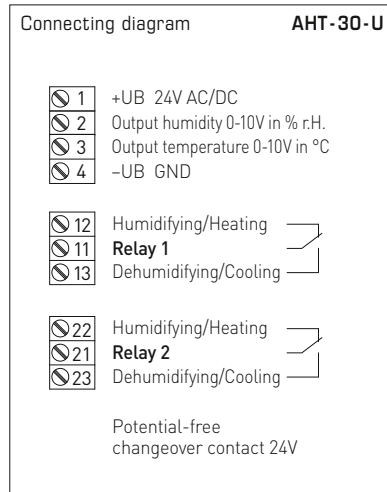 Connecting diagram AHT-30-U
1 +UB 24V AC/DC
2 Output humidity 0-10V in % r.H.
3 Output temperature 0-10V in °C
4 –UB GND
12 Humidifying/Heating
11 Relay 1
13 Dehumidifying/Cooling
22 Humidifying/Heating
21 Relay 2
23 Dehumidifying/Cooling
Potential-free
changeover contact 24V